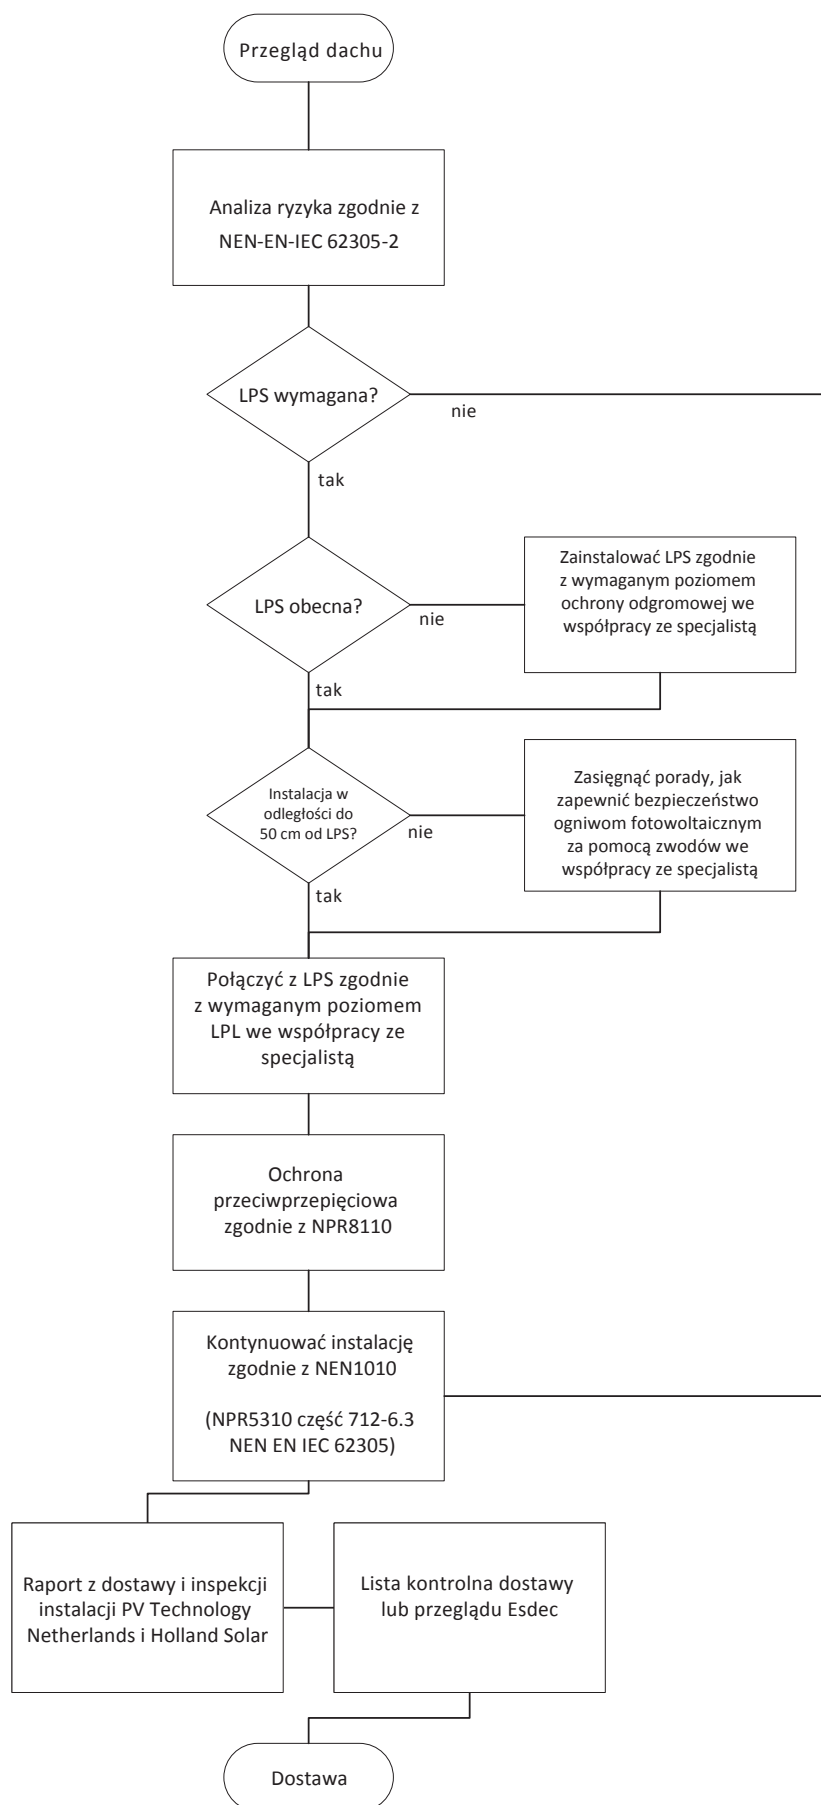 Przegląd dachu
Analiza ryzyka zgodnie z
NEN-EN-IEC 62305-2
LPS wymagana?
nie
tak
LPS obecna?
nie
Zainstalować LPS zgodnie
z wymaganym poziomem
ochrony odgromowej we
współpracy ze specjalistą
tak
Instalacja w
odległości do
50 cm od LPS?
nie
Zasięgnąć porady, jak
zapewnić bezpieczeństwo
ogniwom fotowoltaicznym
za pomocą zwodów we
współpracy ze specjalistą
tak
Połączyć z LPS zgodnie
z wymaganym poziomem
LPL we współpracy ze
specjalistą
Ochrona
przeciwprzepięciowa
zgodnie z NPR8110
Kontynuować instalację
zgodnie z NEN1010
(NPR5310 część 712-6.3
NEN EN IEC 62305)
Raport z dostawy i inspekcji
instalacji PV Technology
Netherlands i Holland Solar
Lista kontrolna dostawy
lub przeglądu Esdec
Dostawa